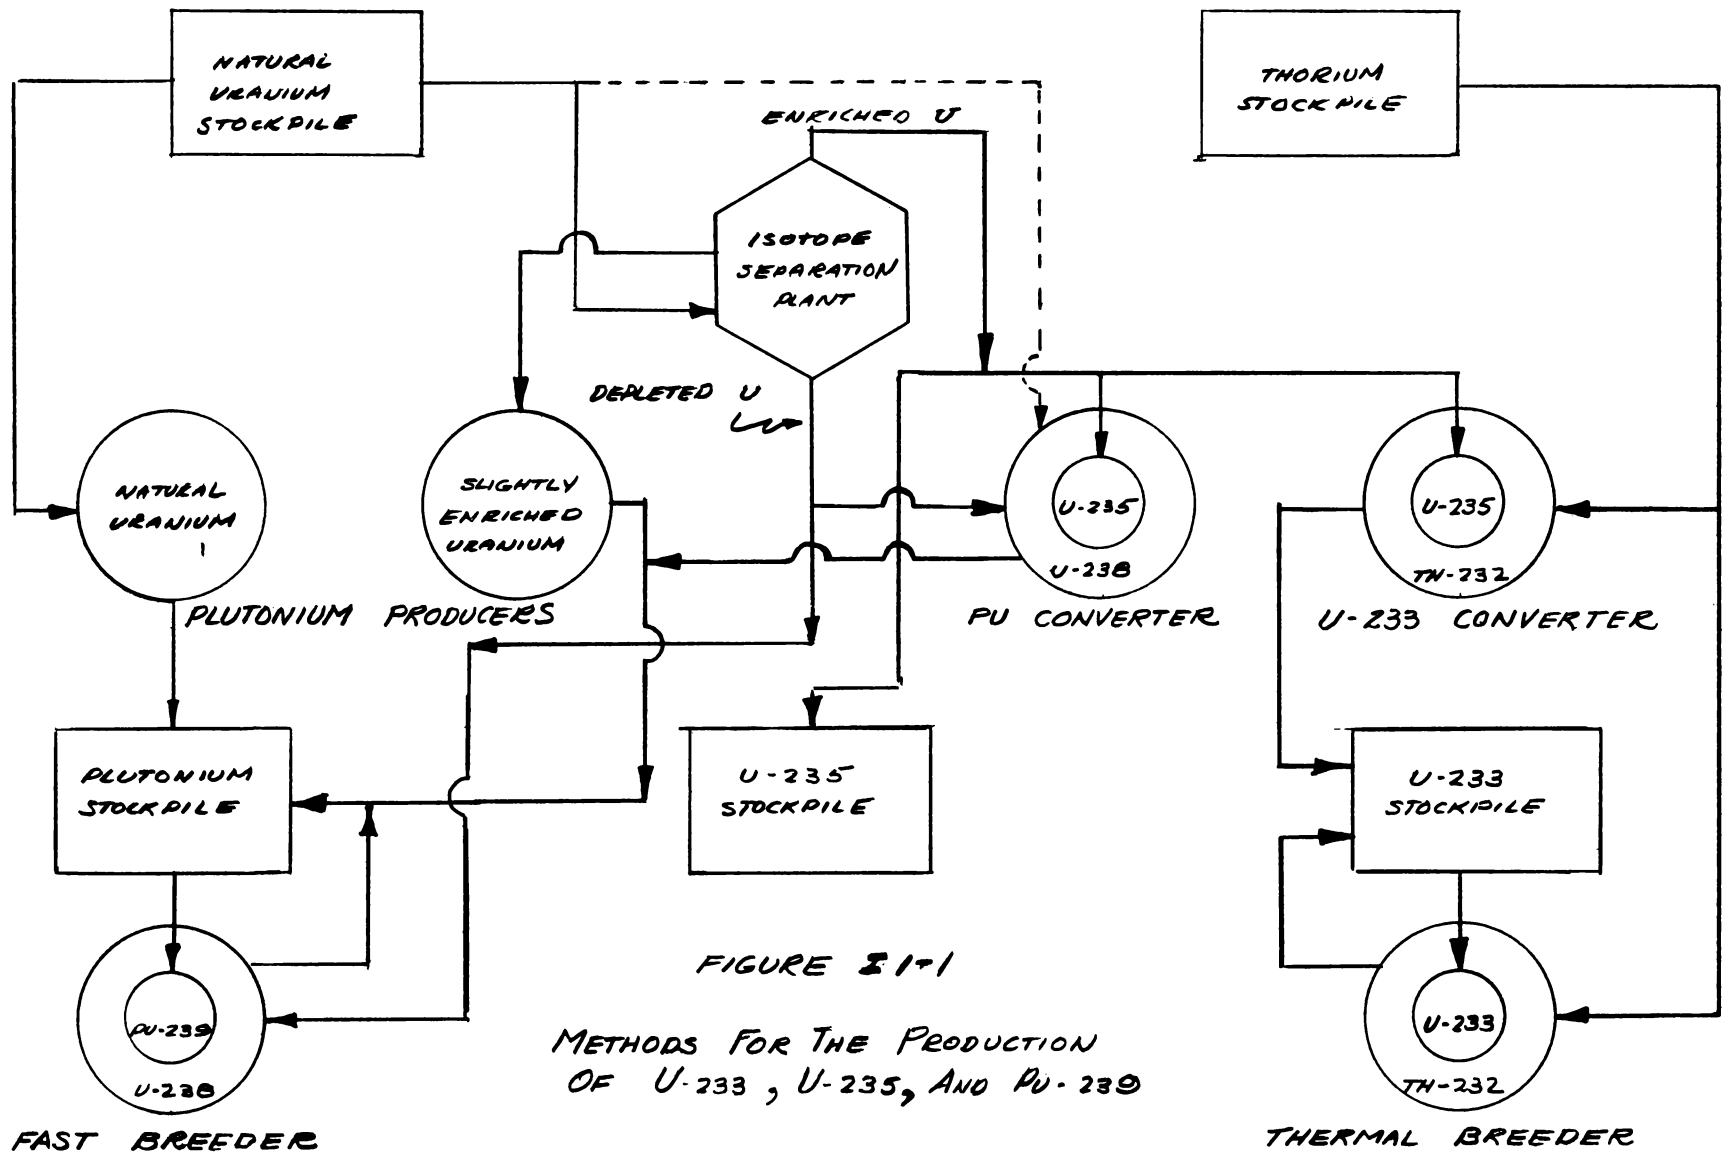 NATURAL
URANIUM
STOCKPILE
THORIUM
STOCKPILE
ENRICHED U
ISOTOPE
SEPARATION
PLANT
DEPLETED U
NATURAL
URANIUM
SLIGHTLY
ENRICHED
URANIUM
U-235
U-238
U-235
TH-232
PLUTONIUM PRODUCERS
PU CONVERTER
U-233 CONVERTER
PLUTONIUM
STOCKPILE
U-235
STOCKPILE
U-233
STOCKPILE
PU-239
U-238
FAST BREEDER
FIGURE I 1-1
METHODS FOR THE PRODUCTION
OF U-233, U-235, AND PU-239
U-233
TH-232
THERMAL BREEDER